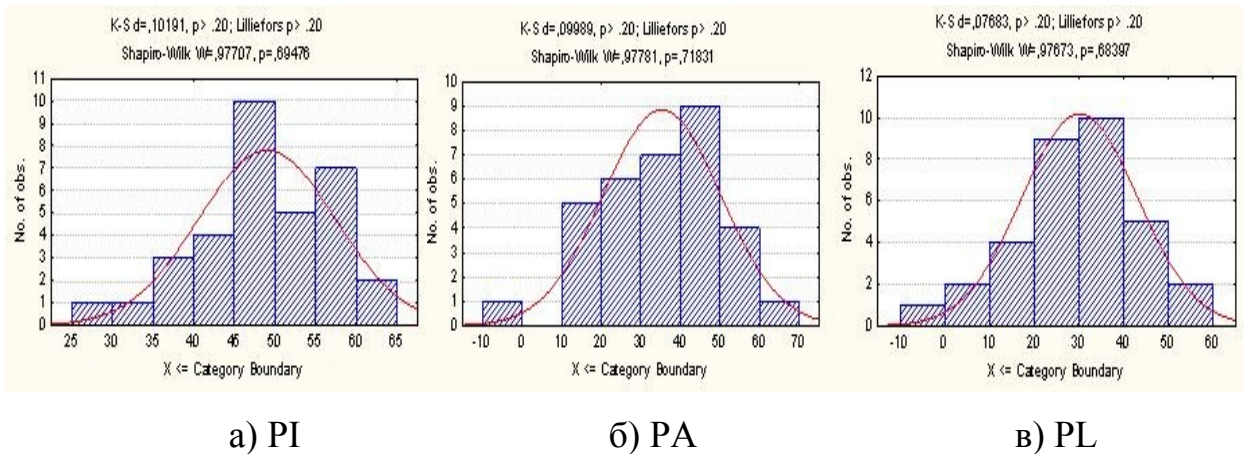 K-S d=,10191, p> .20; Lilliefors p> .20
Shapiro-Wilk W=,97707, p=,69476
11
10
9
8
7
6
5
4
3
2
1
0
No. of obs.
25 30 35 40 45 50 55 60 65
X <= Category Boundary
K-S d=,09989, p> .20; Lilliefors p> .20
Shapiro-Wilk W=,97781, p=,71831
10
9
8
7
6
5
4
3
2
1
0
No. of obs.
-10 0 10 20 30 40 50 60 70
X <= Category Boundary
K-S d=,07683, p> .20; Lilliefors p> .20
Shapiro-Wilk W=,97673, p=,68397
12
10
8
6
4
2
0
No. of obs.
-10 0 10 20 30 40 50 60
X <= Category Boundary
а) PI
б) PA
в) PL